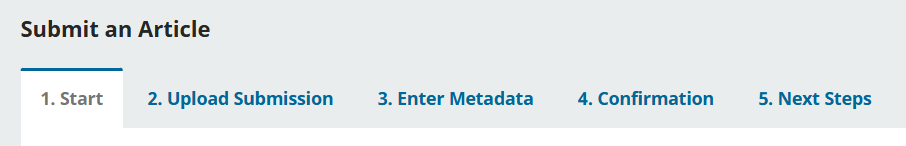 Submit an Article
1. Start 2. Upload Submission 3. Enter Metadata 4. Confirmation 5. Next Steps